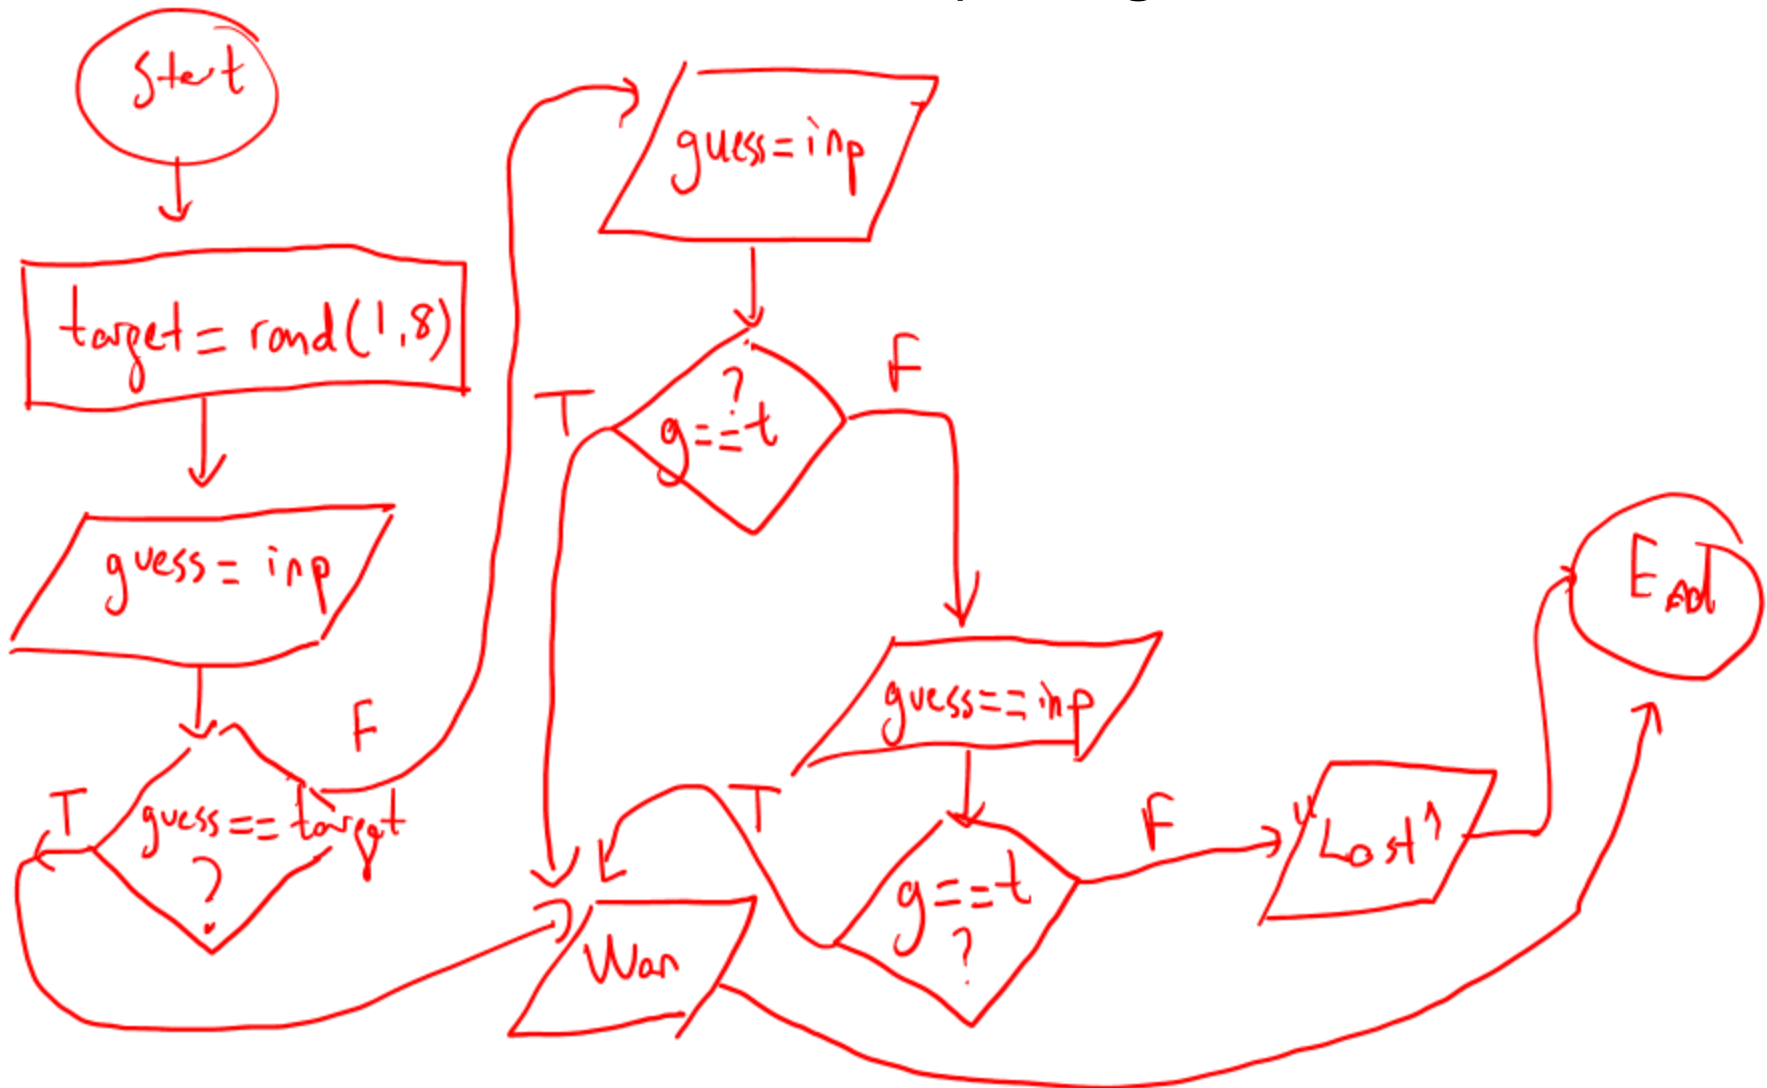 Start
target = rand(1,8)
guess = inp
guess == target
?
T
F
guess = inp
?
g == t
T
F
guess == inp
g == t
?
T
F
"Lost"
Won
End